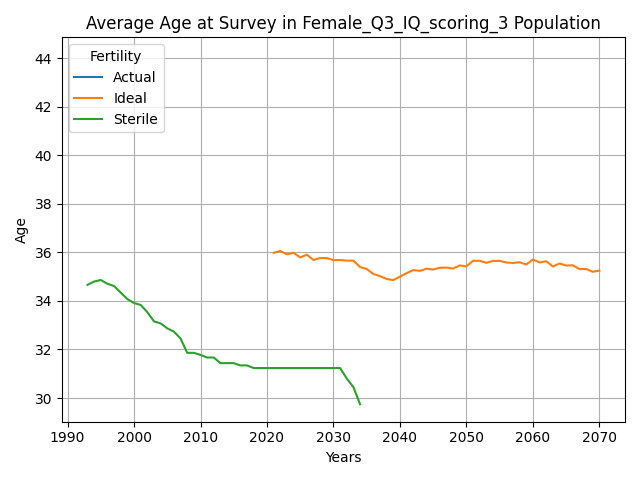 Average Age at Survey in Female_Q3_IQ_scoring_3 Population
Fertility
Actual
Ideal
Sterile
Age
44
42
40
38
36
34
32
30
1990
2000
2010
2020
2030
2040
2050
2060
2070
Years